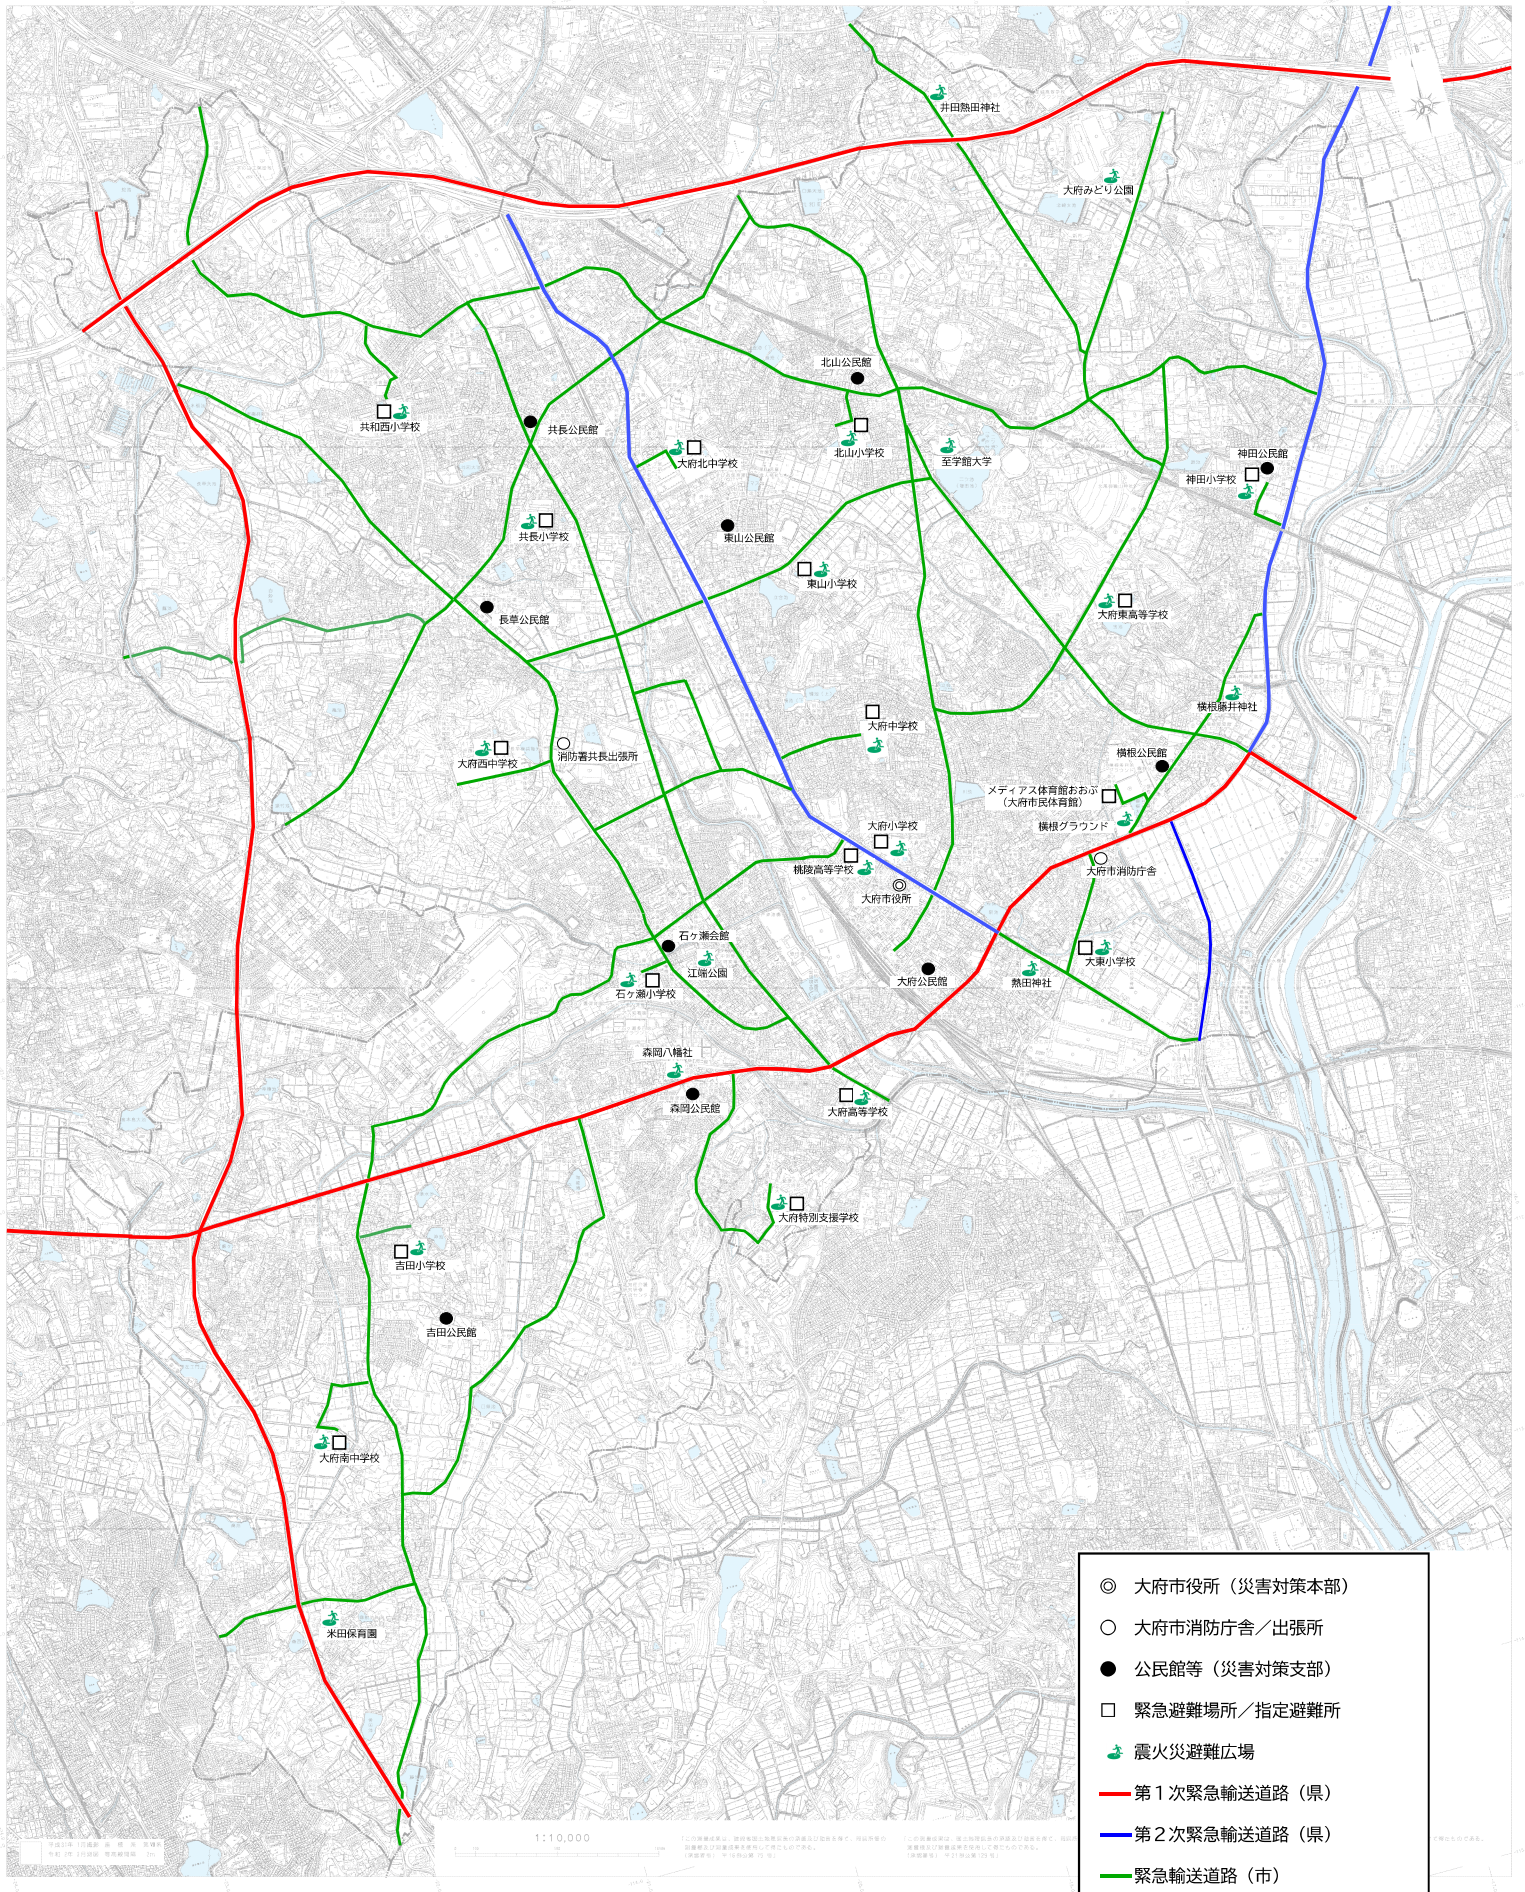 井田熱田神社
大府みどり公園
北山公民館
共和西小学校
共長公民館
大府北中学校
北山小学校
至学館大学
神田公民館
神田小学校
共長小学校
東山公民館
東山小学校
長草公民館
大府東高等学校
横根藤井神社
大府中学校
消防署共長出張所
大府西中学校
横根公民館
メディアス体育館おおぶ
（大府市民体育館）
横根グラウンド
大府小学校
桃陵高等学校
大府市消防庁舎
大府市役所
石ヶ瀬会館
江端公園
石ヶ瀬小学校
大府公民館
熱田神社
大東小学校
森岡八幡社
森岡公民館
大府高等学校
大府特別支援学校
吉田小学校
吉田公民館
大府南中学校
米田保育園
大府市役所（災害対策本部）
大府市消防庁舎／出張所
公民館等（災害対策支部）
緊急避難場所／指定避難所
震火災避難広場
第１次緊急輸送道路（県）
第２次緊急輸送道路（県）
緊急輸送道路（市）
1:10,000